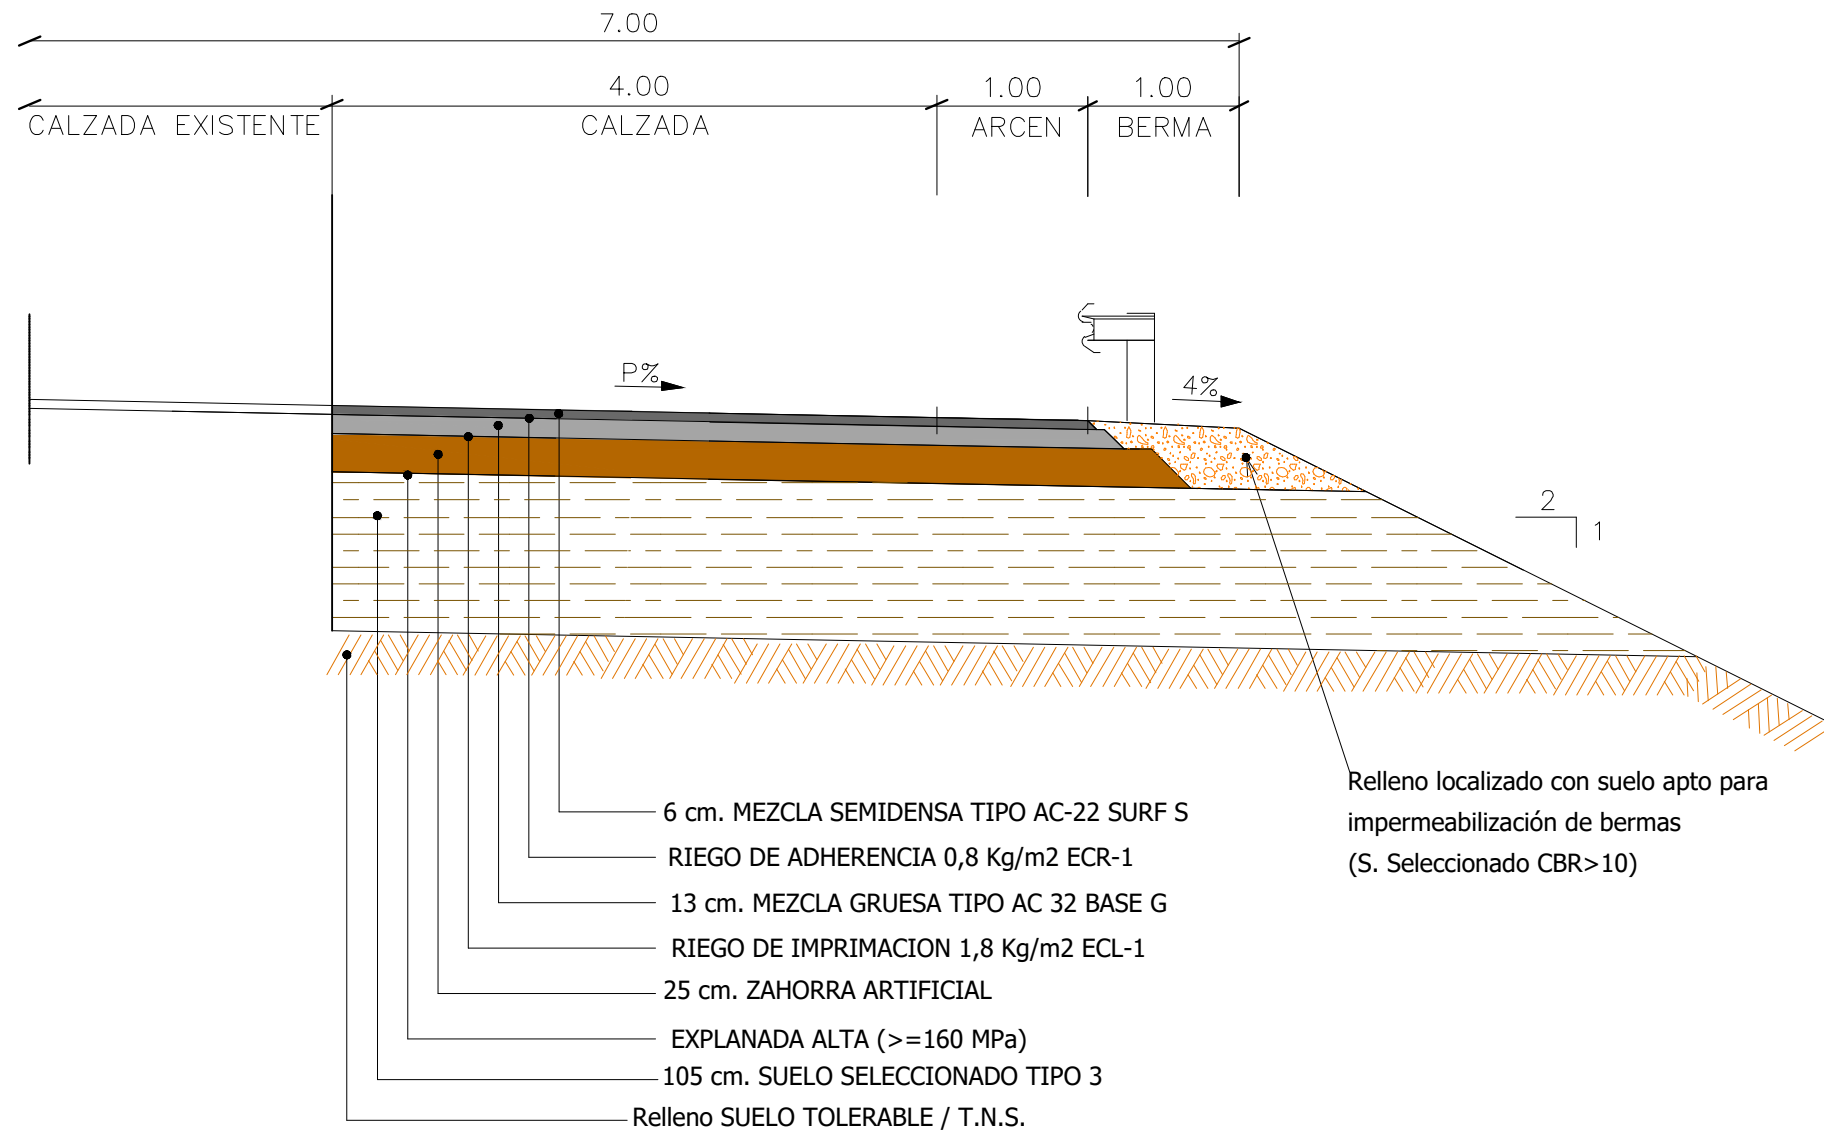 7.00
4.00
1.00
1.00
CALZADA EXISTENTE
CALZADA
ARCEN
BERMA
P%
4%
2
1
6 cm. MEZCLA SEMIDENSA TIPO AC-22 SURF S
RIEGO DE ADHERENCIA 0,8 Kg/m2 ECR-1
13 cm. MEZCLA GRUESA TIPO AC 32 BASE G
RIEGO DE IMPRIMACION 1,8 Kg/m2 ECL-1
25 cm. ZAHORRA ARTIFICIAL
EXPLANADA ALTA (>=160 MPa)
105 cm. SUELO SELECCIONADO TIPO 3
Relleno SUELO TOLERABLE / T.N.S.
Relleno localizado con suelo apto para
impermeabilización de bermas
(S. Seleccionado CBR>10)